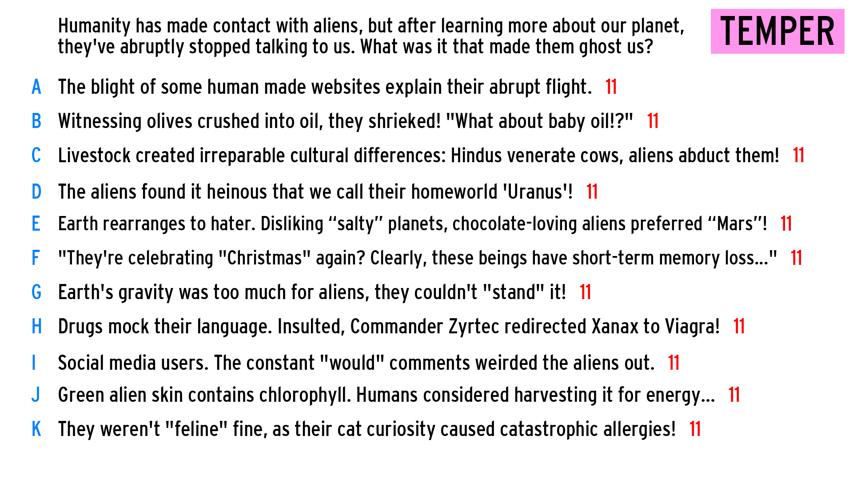 Humanity has made contact with aliens, but after learning more about our planet,
they've abruptly stopped talking to us. What was it that made them ghost us?
TEMPER
A The blight of some human made websites explain their abrupt flight. 11
B Witnessing olives crushed into oil, they shrieked! "What about baby oil!?" 11
C Livestock created irreparable cultural differences: Hindus venerate cows, aliens abduct them! 11
D The aliens found it heinous that we call their homeworld 'Uranus'! 11
E Earth rearranges to hater. Disliking “salty” planets, chocolate-loving aliens preferred “Mars”! 11
F "They're celebrating "Christmas" again? Clearly, these beings have short-term memory loss..." 11
G Earth's gravity was too much for aliens, they couldn't "stand" it! 11
H Drugs mock their language. Insulted, Commander Zyrtec redirected Xanax to Viagra! 11
I Social media users. The constant "would" comments weirded the aliens out. 11
J Green alien skin contains chlorophyll. Humans considered harvesting it for energy... 11
K They weren't "feline" fine, as their cat curiosity caused catastrophic allergies! 11